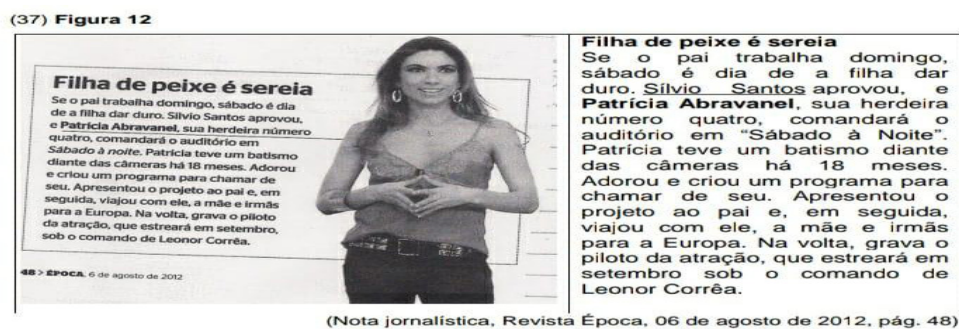 (37) Figura 12
Filha de peixe é sereia
Se o pai trabalha domingo, sábado é dia
de a filha dar duro. Silvio Santos aprovou,
e Patrícia Abravanel, sua herdeira número
quatro, comandará o auditório em
Sábado à noite. Patrícia teve um batismo
diante das câmeras há 18 meses. Adorou
e criou um programa para chamar de
seu. Apresentou o projeto ao pai e, em
seguida, viajou com ele, a mãe e irmãs
para a Europa. Na volta, grava o piloto
da atração, que estreará em setembro,
sob o comando de Leonor Corrêa.
48 > ÉPOCA, 6 de agosto de 2012
Filha de peixe é sereia
Se o pai trabalha domingo,
sábado é dia de a filha dar
duro. Sílvio Santos aprovou, e
Patrícia Abravanel, sua herdeira
número quatro, comandará o
auditório em “Sábado à Noite”.
Patrícia teve um batismo diante
das câmeras há 18 meses.
Adorou e criou um programa para
chamar de seu. Apresentou o
projeto ao pai e, em seguida,
viajou com ele, a mãe e irmãs
para a Europa. Na volta, grava o
piloto da atração, que estreará em
setembro sob o comando de
Leonor Corrêa.
(Nota jornalística, Revista Época, 06 de agosto de 2012, pág. 48)